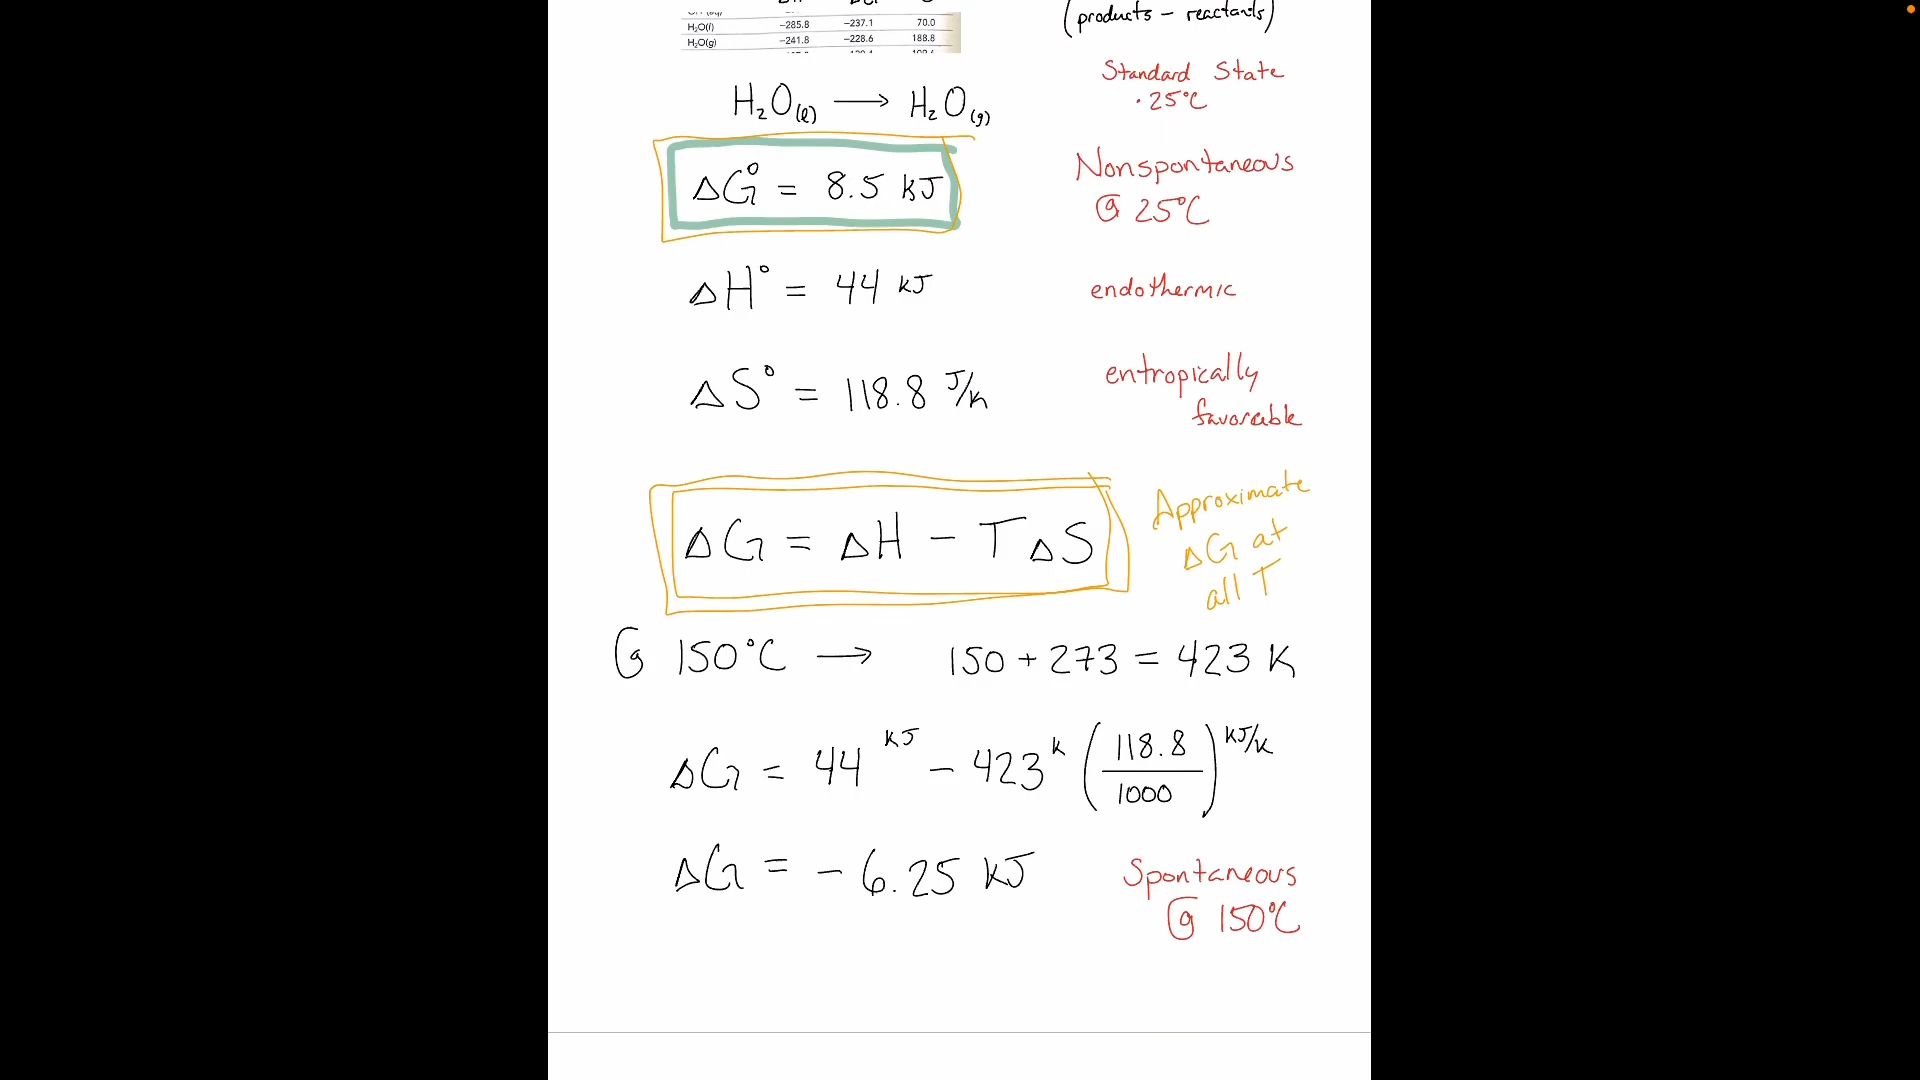 (products – reactants)
H₂O(l) −285.8 −237.1 70.0
H₂O(g) −241.8 −228.6 188.8
Standard State
· 25°C
H₂O(l) → H₂O(g)
ΔG° = 8.5 kJ
Nonspontaneous
@ 25°C
ΔH° = 44 kJ
endothermic
ΔS° = 118.8 J/K
entropically
favorable
ΔG = ΔH – TΔS
Approximate
ΔG at
all T
@ 150°C → 150 + 273 = 423 K
ΔG = 44 kJ – 423 K (118.8/1000) kJ/K
ΔG = – 6.25 kJ
Spontaneous
@ 150°C